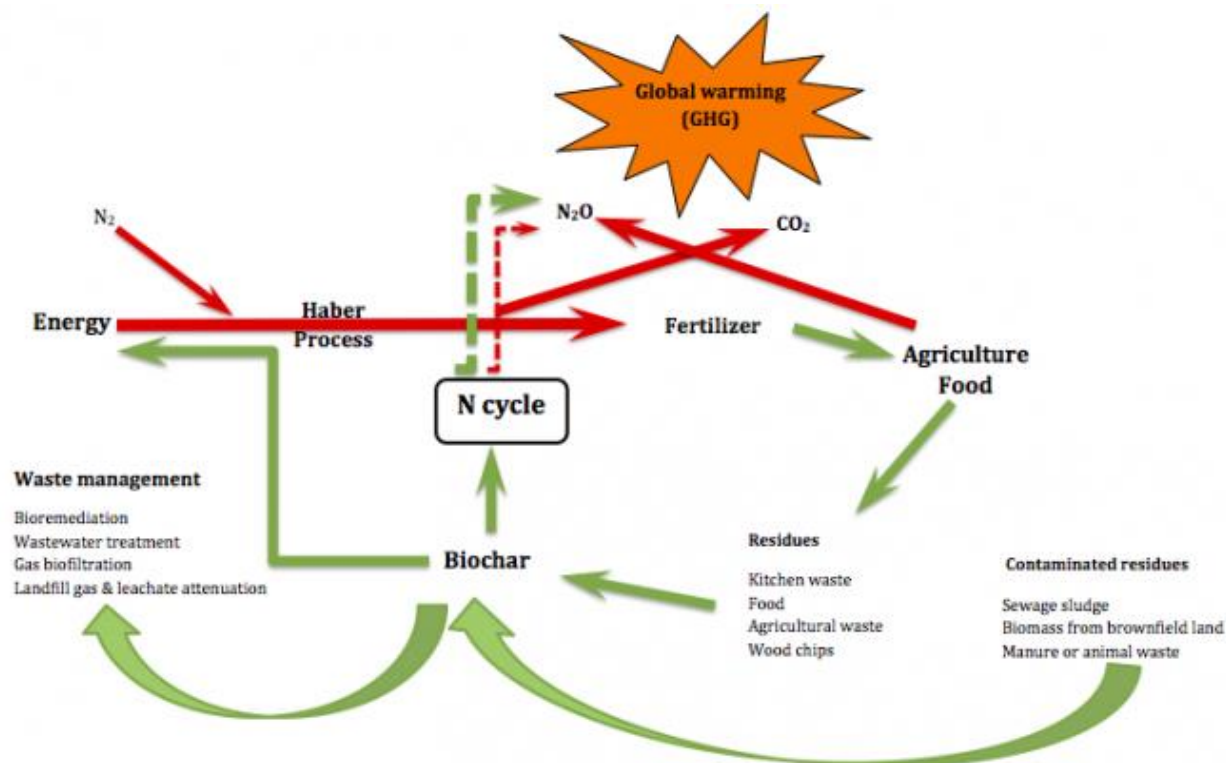 Global warming
(GHG)
N₂
N₂O
CO₂
Energy
Haber
Process
Fertilizer
Agriculture
Food
N cycle
Waste management
Bioremediation
Wastewater treatment
Gas biofiltration
Landfill gas & leachate attenuation
Biochar
Residues
Kitchen waste
Food
Agricultural waste
Wood chips
Contaminated residues
Sewage sludge
Biomass from brownfield land
Manure or animal waste